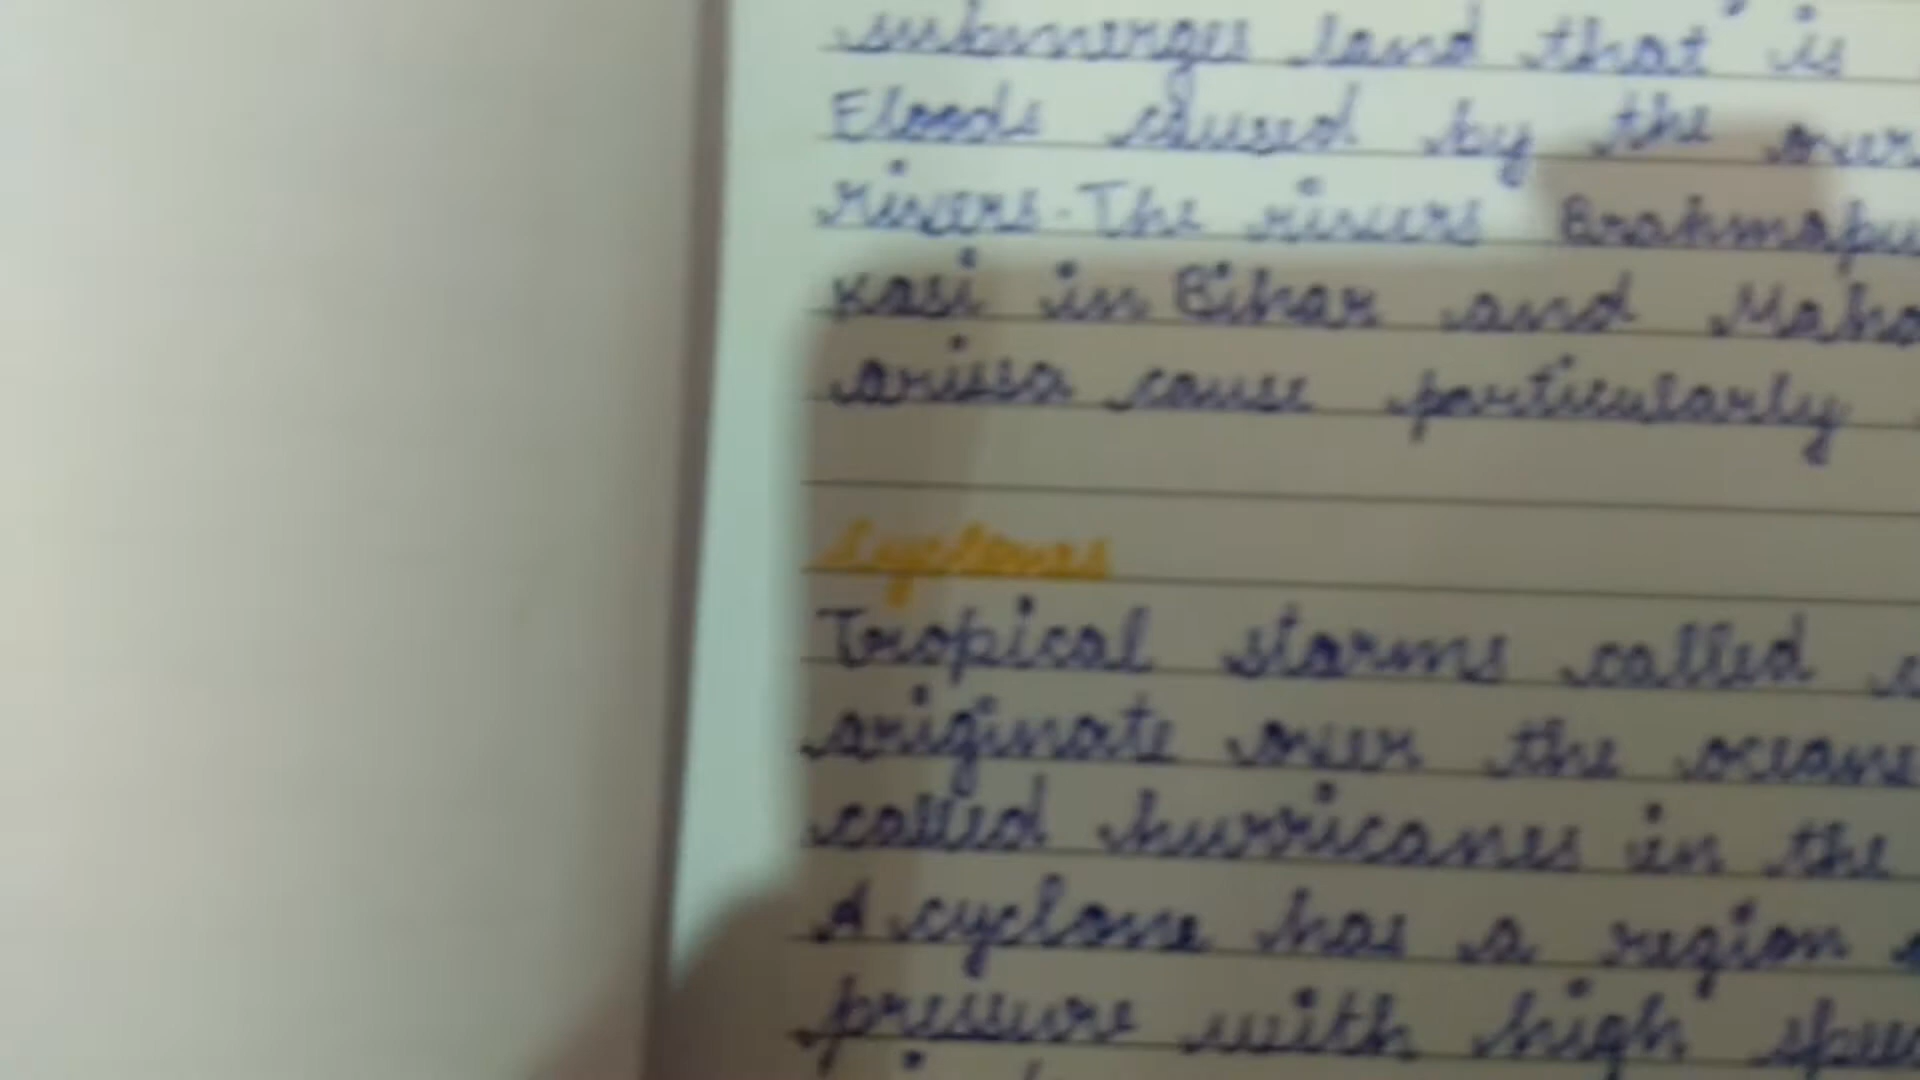 submerges land that is
Floods caused by the over
rivers. The rivers Brahmapu
Kosi in Bihar and Maha
orissa cause particularly
Cyclones
Tropical storms called c
originate over the oceans
called hurricanes in the
A cyclone has a region
pressure with high spee